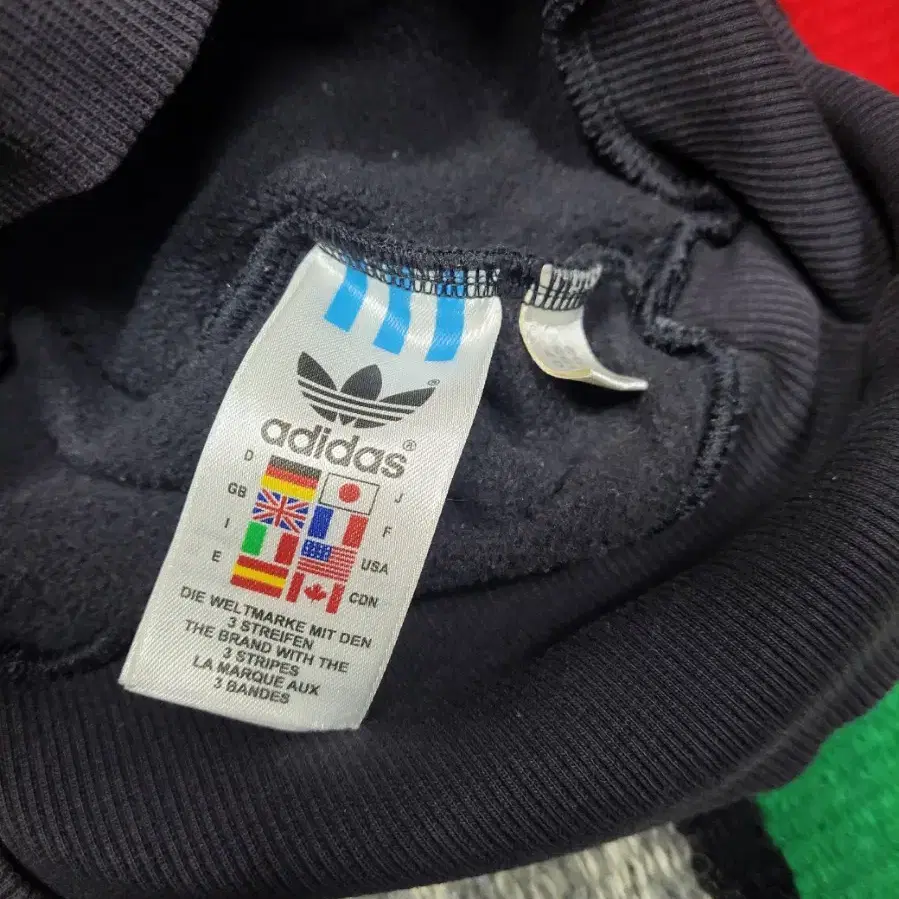 adidas®
D J
GB F
I USA
E CDN
DIE WELTMARKE MIT DEN
3 STREIFEN
THE BRAND WITH THE
3 STRIPES
LA MARQUE AUX
3 BANDES